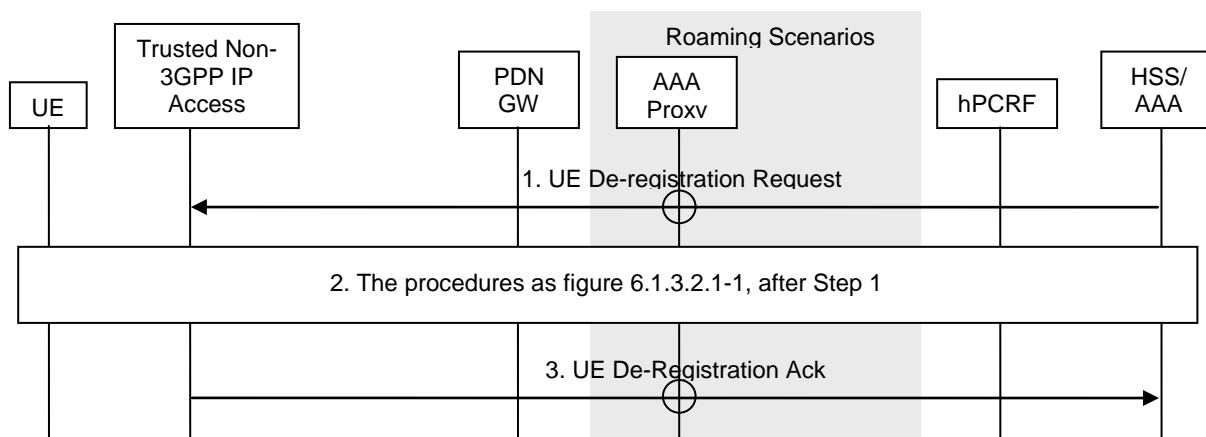 Roaming Scenarios
UE
Trusted Non-
3GPP IP
Access
PDN
GW
AAA
Proxy
hPCRF
HSS/
AAA
1. UE De-registration Request
2. The procedures as figure 6.1.3.2.1-1, after Step 1
3. UE De-Registration Ack